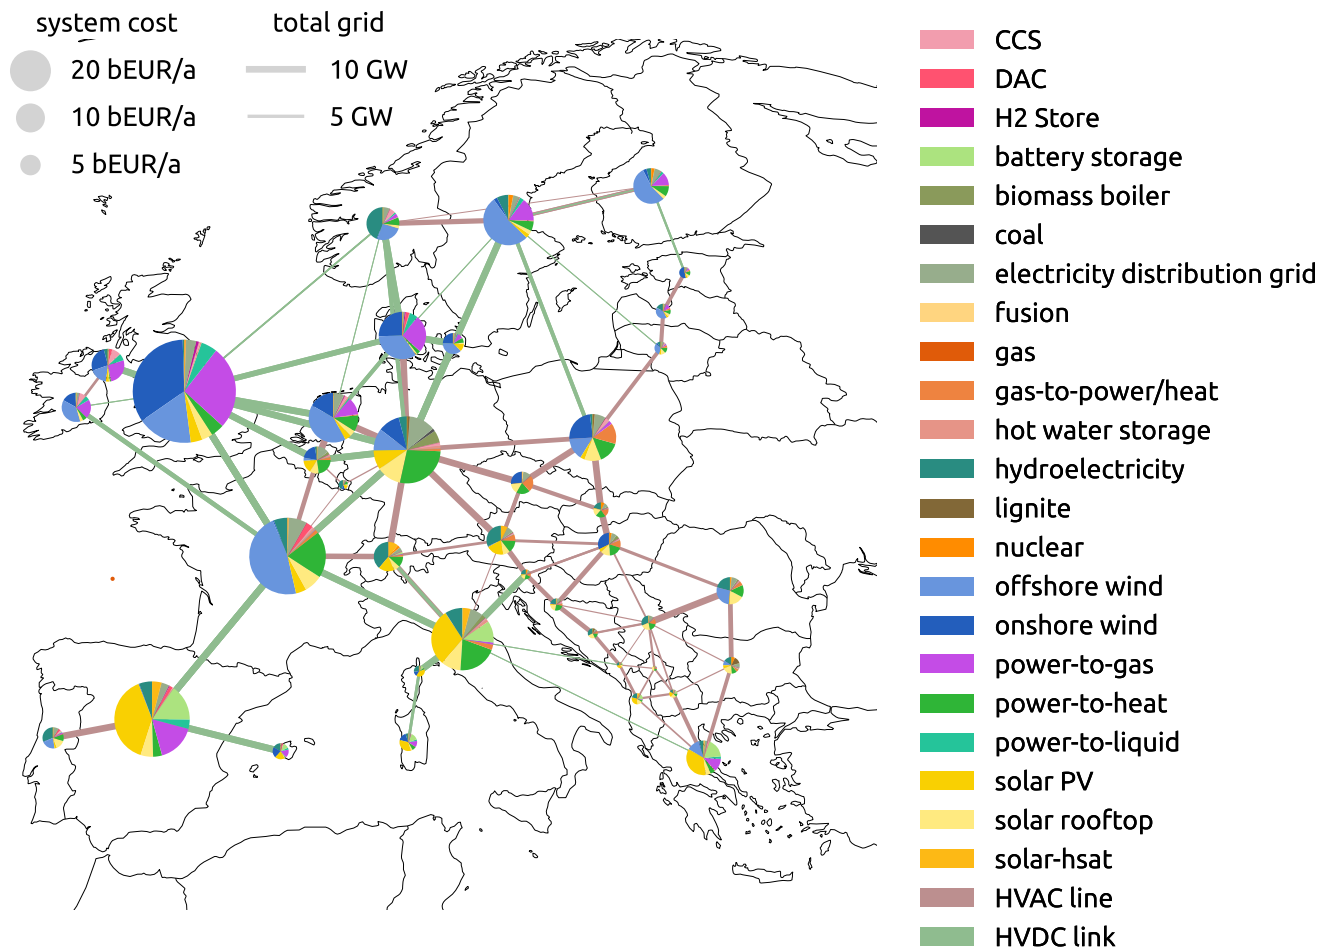 system cost
20 bEUR/a
10 bEUR/a
5 bEUR/a
total grid
10 GW
5 GW
CCS
DAC
H2 Store
battery storage
biomass boiler
coal
electricity distribution grid
fusion
gas
gas-to-power/heat
hot water storage
hydroelectricity
lignite
nuclear
offshore wind
onshore wind
power-to-gas
power-to-heat
power-to-liquid
solar PV
solar rooftop
solar-hsat
HVAC line
HVDC link